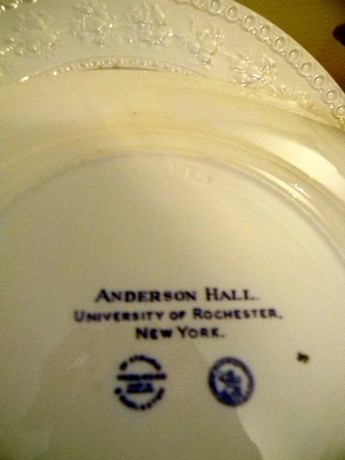 ANDERSON HALL.
UNIVERSITY OF ROCHESTER,
NEW YORK.